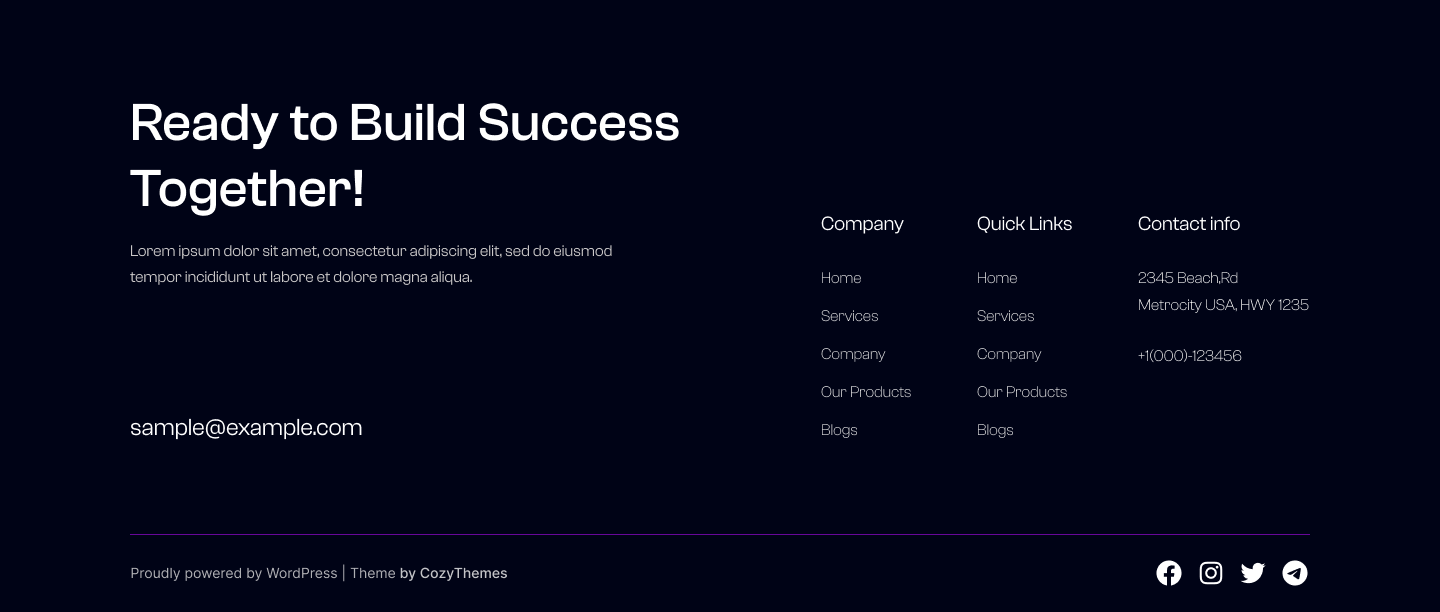 Ready to Build Success
Together!
Lorem ipsum dolor sit amet, consectetur adipiscing elit, sed do eiusmod
tempor incididunt ut labore et dolore magna aliqua.
sample@example.com
Company
Home
Services
Company
Our Products
Blogs
Quick Links
Home
Services
Company
Our Products
Blogs
Contact info
2345 Beach,Rd
Metrocity USA, HWY 1235
+1(000)-123456
Proudly powered by WordPress | Theme by CozyThemes